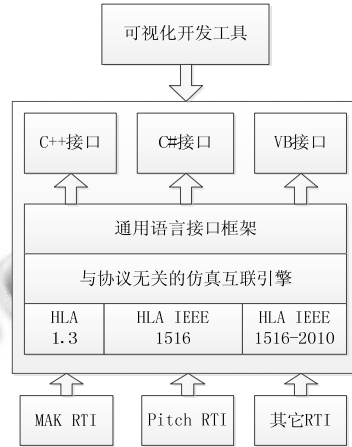 可视化开发工具
C++接口
C#接口
VB接口
通用语言接口框架
与协议无关的仿真互联引擎
HLA
1.3
HLA IEEE
1516
HLA IEEE
1516-2010
MAK RTI
Pitch RTI
其它RTI